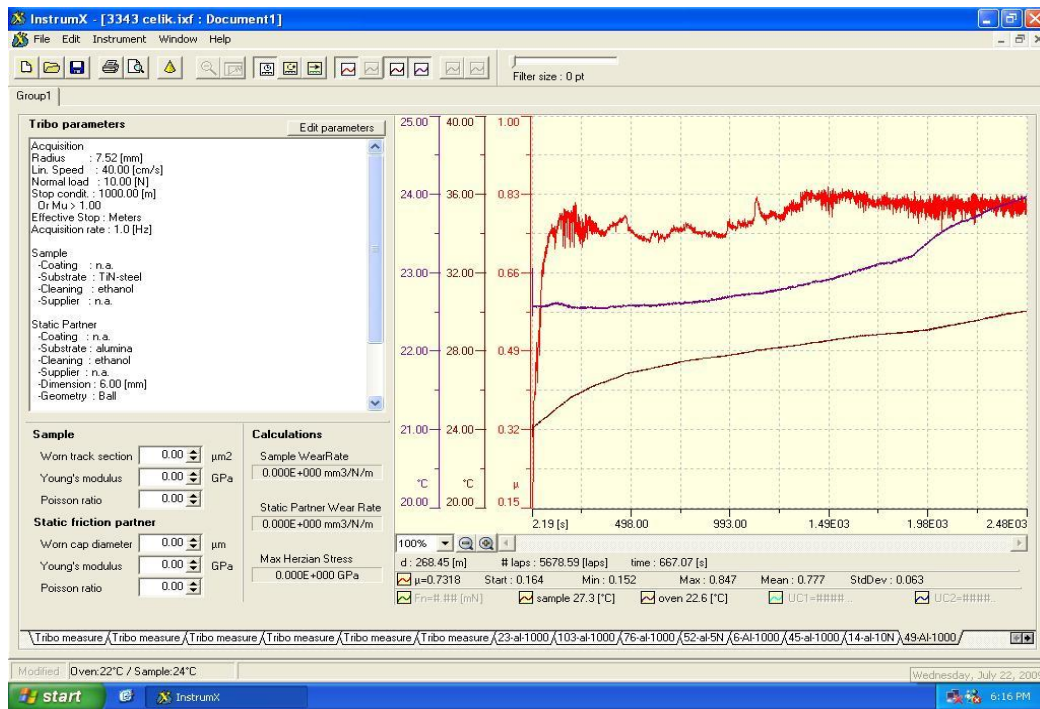 InstrumX - [3343 celik.ixf : Document1]
File Edit Instrument Window Help
Filter size : 0 pt
Group1
Tribo parameters
Edit parameters
Acquisition
Radius : 7.52 [mm]
Lin. Speed : 40.00 [cm/s]
Normal load : 10.00 [N]
Stop condit. : 1000.00 [m]
Or Mu > 1.00
Effective Stop : Meters
Acquisition rate : 1.0 [Hz]
Sample
-Coating : n.a.
-Substrate : TiN-steel
-Cleaning : ethanol
-Supplier : n.a.
Static Partner
-Coating : n.a.
-Substrate : alumina
-Cleaning : ethanol
-Supplier : n.a.
-Dimension : 6.00 [mm]
-Geometry : Ball
Sample
Worn track section 0.00 µm2
Young's modulus 0.00 GPa
Poisson ratio 0.00
Static friction partner
Worn cap diameter 0.00 µm
Young's modulus 0.00 GPa
Poisson ratio 0.00
Calculations
Sample WearRate
0.000E+000 mm3/N/m
Static Partner Wear Rate
0.000E+000 mm3/N/m
Max Herzian Stress
0.000E+000 GPa
25.00 40.00 1.00
24.00 36.00 0.83
23.00 32.00 0.66
22.00 28.00 0.49
21.00 24.00 0.32
°C °C µ
20.00 20.00 0.15
2.19 [s] 498.00 993.00 1.49E03 1.98E03 2.48E03
100%
d : 268.45 [m] # laps : 5678.59 [laps] time : 667.07 [s]
µ=0.7318 Start : 0.164 Min : 0.152 Max : 0.847 Mean : 0.777 StdDev : 0.063
Fn=#.## [mN] sample 27.3 [°C] oven 22.6 [°C] UC1=####... UC2=####...
Tribo measure Tribo measure Tribo measure Tribo measure Tribo measure Tribo measure 23-al-1000 103-al-1000 76-al-1000 52-al-5N 6-Al-1000 45-al-1000 14-al-10N 49-Al-1000
Modified Oven:22°C / Sample:24°C
Wednesday, July 22, 2009
start InstrumX 6:16 PM